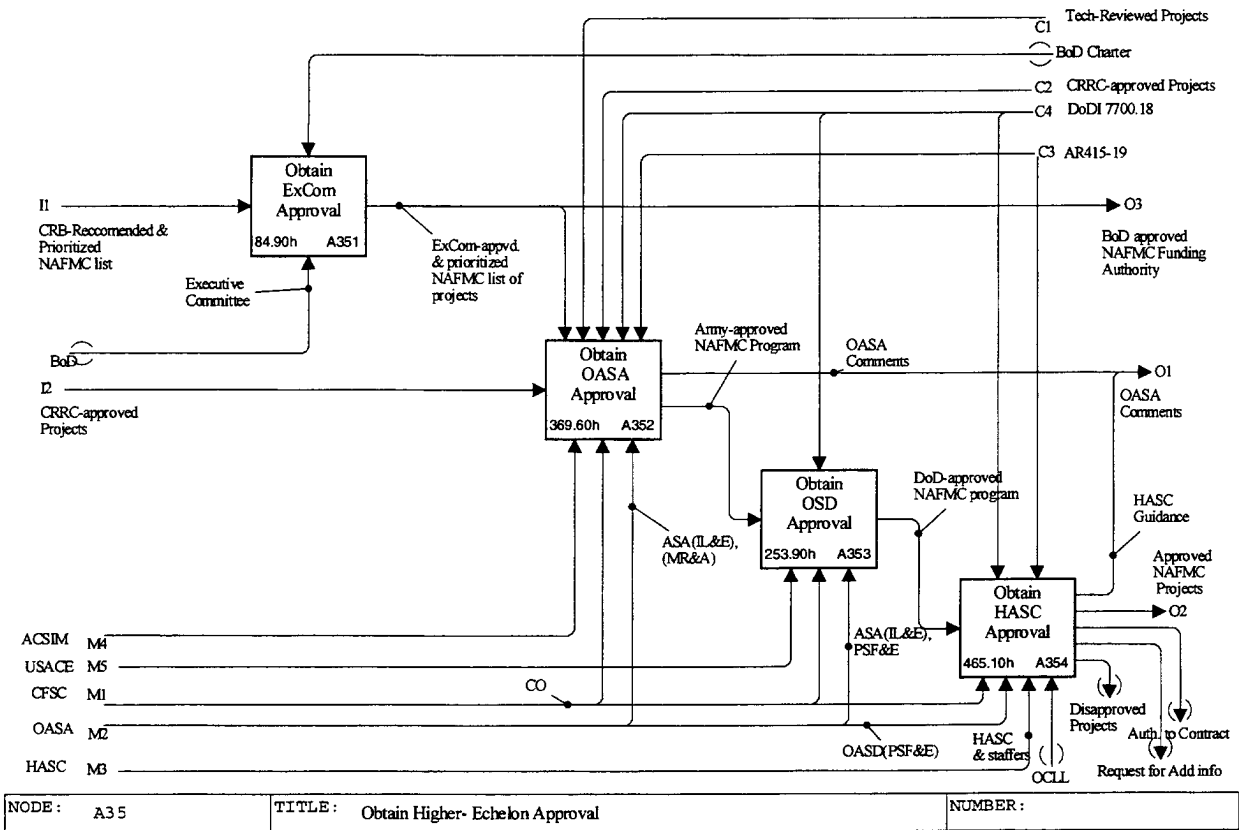 C1 Tech-Reviewed Projects
BoD Charter
C2 CRRC-approved Projects
C4 DoDI 7700.18
C3 AR415-19
Obtain
ExCom
Approval
84.90h A351
I1
CRB-Reccomended &
Prioritized
NAFMC list
Executive
Committee
ExCom-appvd.
& prioritized
NAFMC list of
projects
O3
BoD approved
NAFMC Funding
Authority
BoD
I2
CRRC-approved
Projects
Obtain
OASA
Approval
369.60h A352
Army-approved
NAFMC Program
OASA
Comments
O1
OASA
Comments
Obtain
OSD
Approval
253.90h A353
ASA(IL&E),
(MR&A)
DoD-approved
NAFMC program
HASC
Guidance
Approved
NAFMC
Projects
O2
Obtain
HASC
Approval
465.10h A354
ASA(IL&E),
PSF&E
ACSIM M4
USACE M5
CFSC M1
CO
OASA M2
HASC M3
OASD(PSF&E)
HASC
& staffers
OCLL
Disapproved
Projects
Auth. to Contract
Request for Add info
NODE: A35
TITLE: Obtain Higher- Echelon Approval
NUMBER: